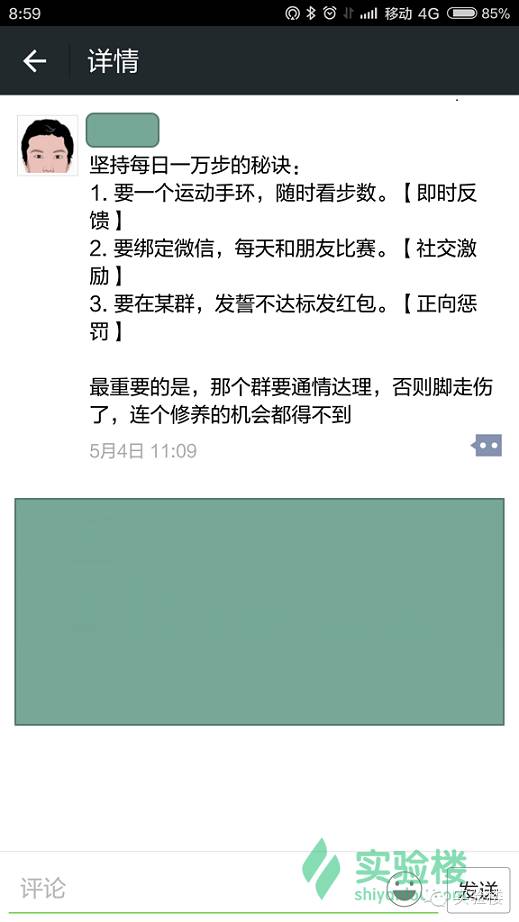 8:59 移动 4G 85%
详情
坚持每日一万步的秘诀：
1. 要一个运动手环，随时看步数。【即时反
馈】
2. 要绑定微信，每天和朋友比赛。【社交激
励】
3. 要在某群，发誓不达标发红包。【正向惩
罚】
最重要的是，那个群要通情达理，否则脚走伤
了，连个修养的机会都得不到
5月4日 11:09
实验楼
评论
发送
实验楼